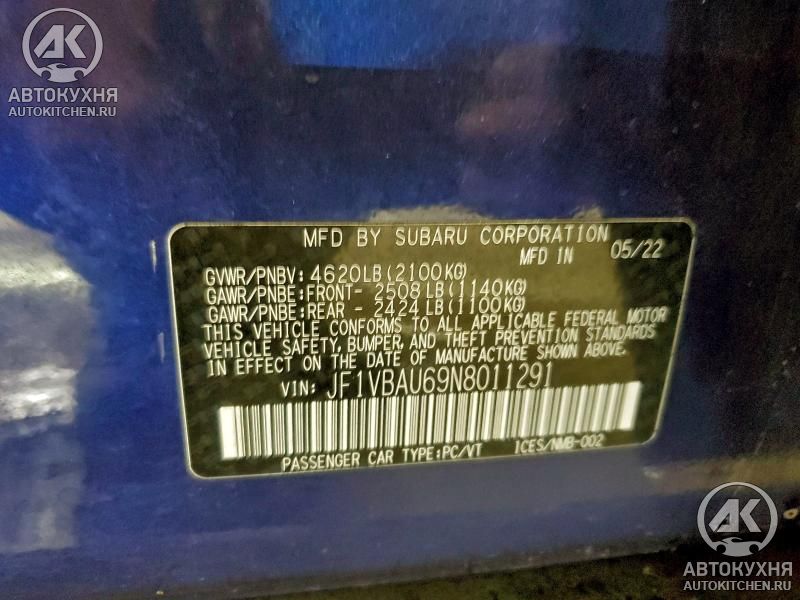 AK
АВТОКУХНЯ
AUTOKITCHEN.RU
MFD BY SUBARU CORPORATION
MFD IN 05/22
GVWR/PNBV: 4620LB(2100KG)
GAWR/PNBE:FRONT- 2508LB(1140KG)
GAWR/PNBE:REAR - 2424LB(1100KG)
THIS VEHICLE CONFORMS TO ALL APPLICABLE FEDERAL MOTOR
VEHICLE SAFETY, BUMPER, AND THEFT PREVENTION STANDARDS
IN EFFECT ON THE DATE OF MANUFACTURE SHOWN ABOVE.
VIN: JF1VBAU69N8011291
PASSENGER CAR TYPE:PC/VT ICES/NMB-002
AK
АВТОКУХНЯ
AUTOKITCHEN.RU